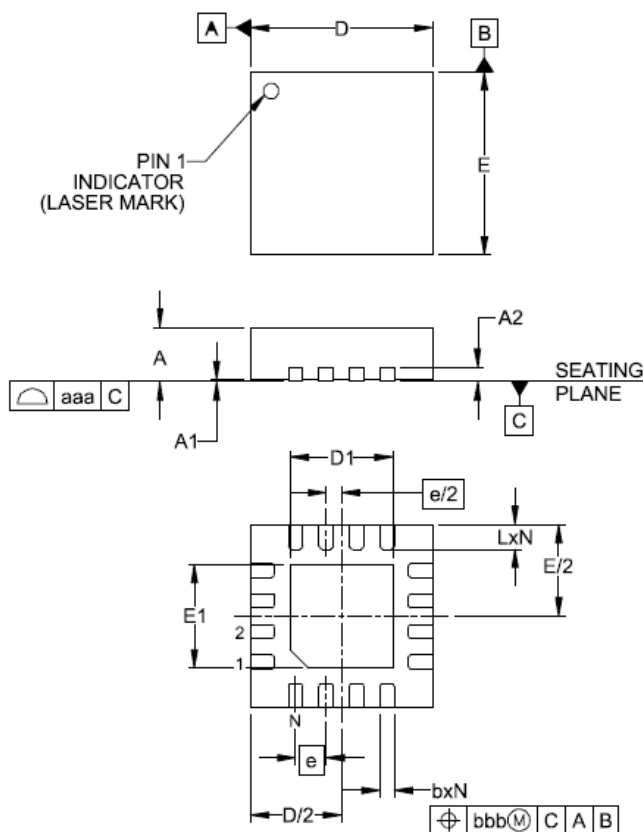 A
D
B
PIN 1
INDICATOR
(LASER MARK)
E
A2
A
SEATING
PLANE
aaa C
C
A1
D1
e/2
LxN
E/2
E1
2
1
N
e
bxN
D/2
bbbⓂ C A B